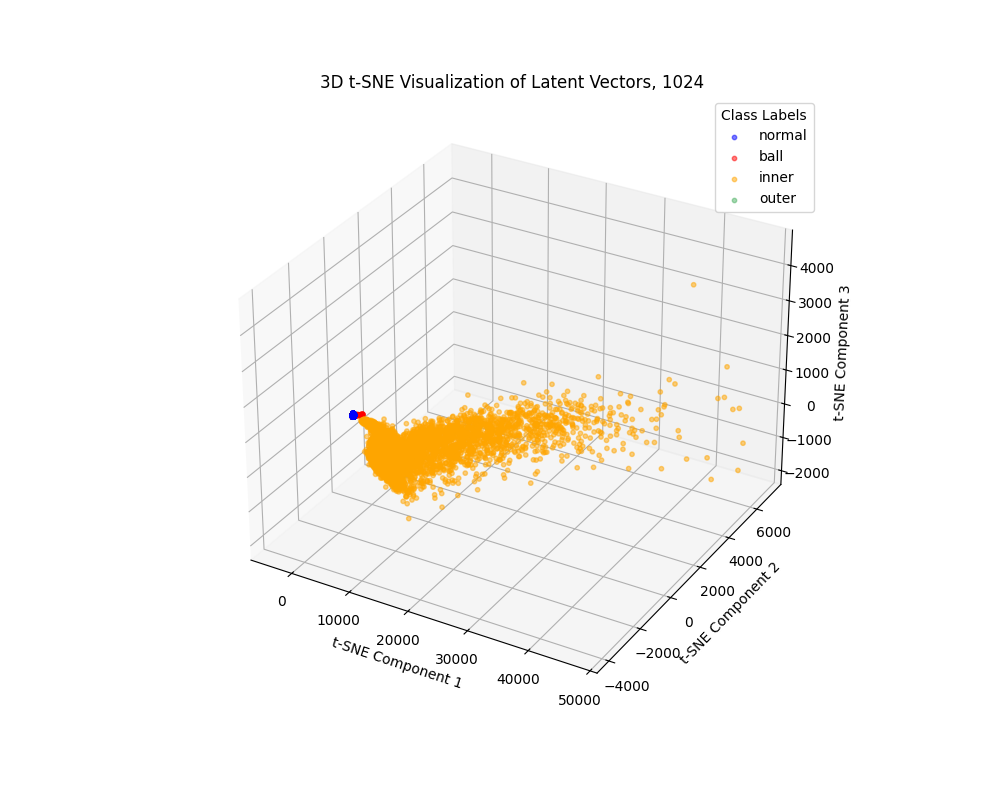 3D t-SNE Visualization of Latent Vectors, 1024
Class Labels
normal
ball
inner
outer
4000
3000
2000
1000
0
−1000
−2000
t-SNE Component 3
6000
4000
2000
0
−2000
−4000
t-SNE Component 2
0
10000
20000
30000
40000
50000
t-SNE Component 1